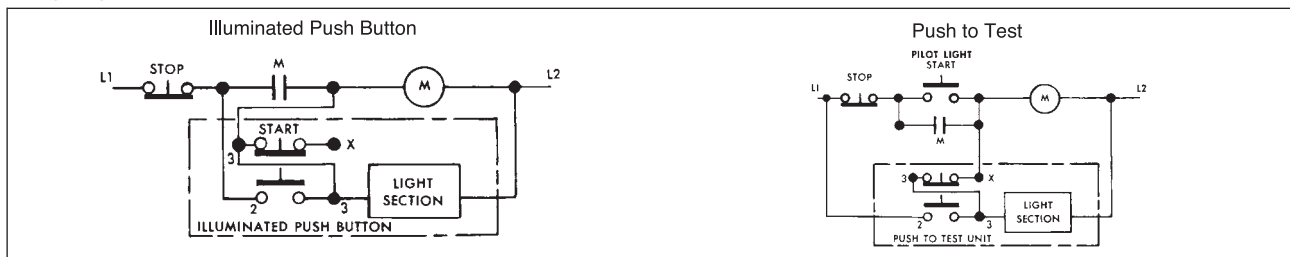 Illuminated Push Button
L1
STOP
M
M
L2
START
3
X
2
3
LIGHT
SECTION
ILLUMINATED PUSH BUTTON
Push to Test
PILOT LIGHT
START
L1
STOP
M
L2
M
3
X
2
3
LIGHT
SECTION
PUSH TO TEST UNIT